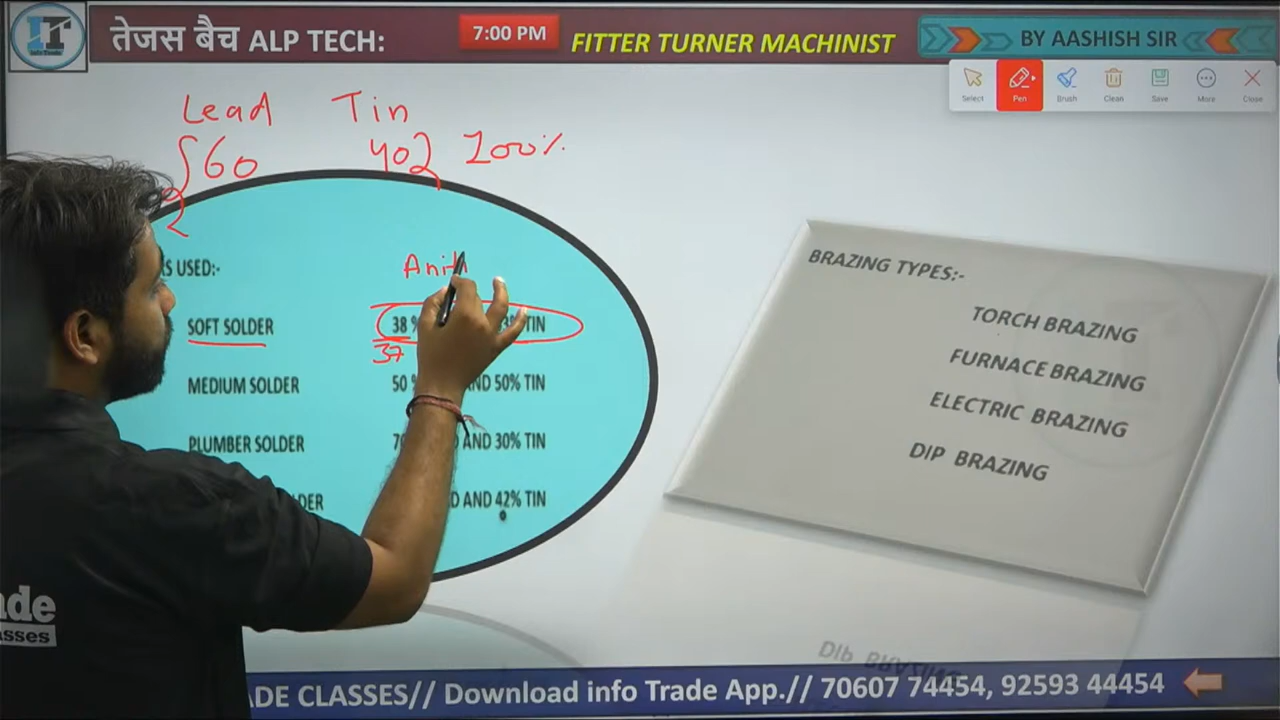 तेजस बैच ALP TECH:
7:00 PM
FITTER TURNER MACHINIST
BY AASHISH SIR
Select
Pen
Brush
Clean
Save
More
Close
Lead Tin
60 40 100%
USED:-
SOFT SOLDER 38 % TIN
37
MEDIUM SOLDER 50 % AND 50% TIN
PLUMBER SOLDER AND 30% TIN
AND 42% TIN
BRAZING TYPES:-
TORCH BRAZING
FURNACE BRAZING
ELECTRIC BRAZING
DIP BRAZING
CLASSES// Download info Trade App.// 70607 74454, 92593 44454